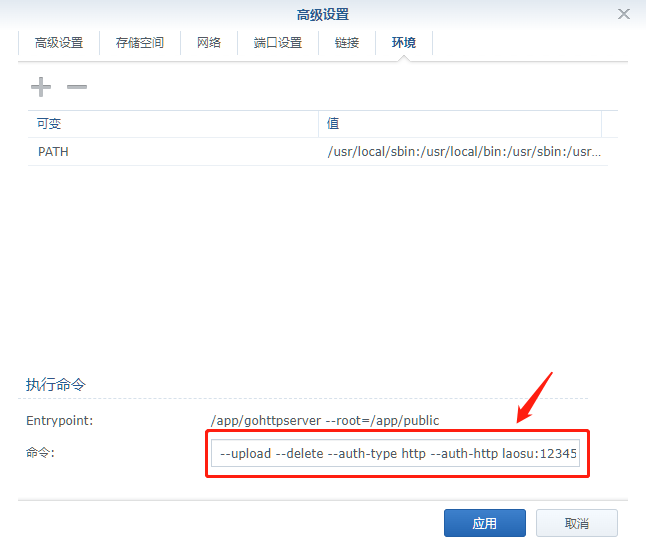 高级设置
高级设置 存储空间 网络 端口设置 链接 环境
可变 值
PATH /usr/local/sbin:/usr/local/bin:/usr/sbin:/usr...
执行命令
Entrypoint: /app/gohttpserver --root=/app/public
命令: --upload --delete --auth-type http --auth-http laosu:12345
应用 取消